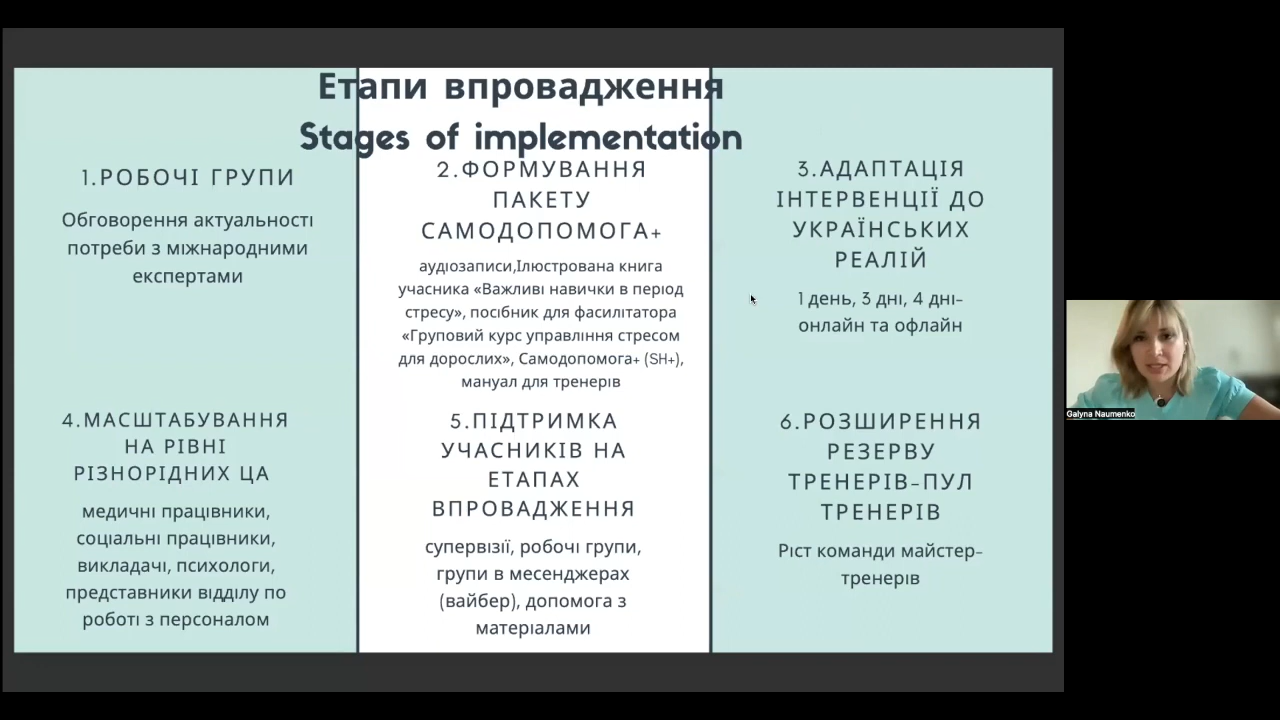 Етапи впровадження
Stages of implementation
1.РОБОЧІ ГРУПИ
Обговорення актуальності
потреби з міжнародними
експертами
2.ФОРМУВАННЯ
ПАКЕТУ
САМОДОПОМОГА+
аудіозаписи,Ілюстрована книга
учасника «Важливі навички в період
стресу», посібник для фасилітатора
«Груповий курс управління стресом
для дорослих», Самодопомога+ (SH+),
мануал для тренерів
3.АДАПТАЦІЯ
ІНТЕРВЕНЦІЇ ДО
УКРАЇНСЬКИХ
РЕАЛІЙ
1 день, 3 дні, 4 дні–
онлайн та офлайн
4.МАСШТАБУВАННЯ
НА РІВНІ
РІЗНОРІДНИХ ЦА
медичні працівники,
соціальні працівники,
викладачі, психологи,
представники відділу по
роботі з персоналом
5.ПІДТРИМКА
УЧАСНИКІВ НА
ЕТАПАХ
ВПРОВАДЖЕННЯ
супервізії, робочі групи,
групи в месенджерах
(вайбер), допомога з
матеріалами
6.РОЗШИРЕННЯ
РЕЗЕРВУ
ТРЕНЕРІВ–ПУЛ
ТРЕНЕРІВ
Ріст команди майстер–
тренерів
Galyna Naumenko